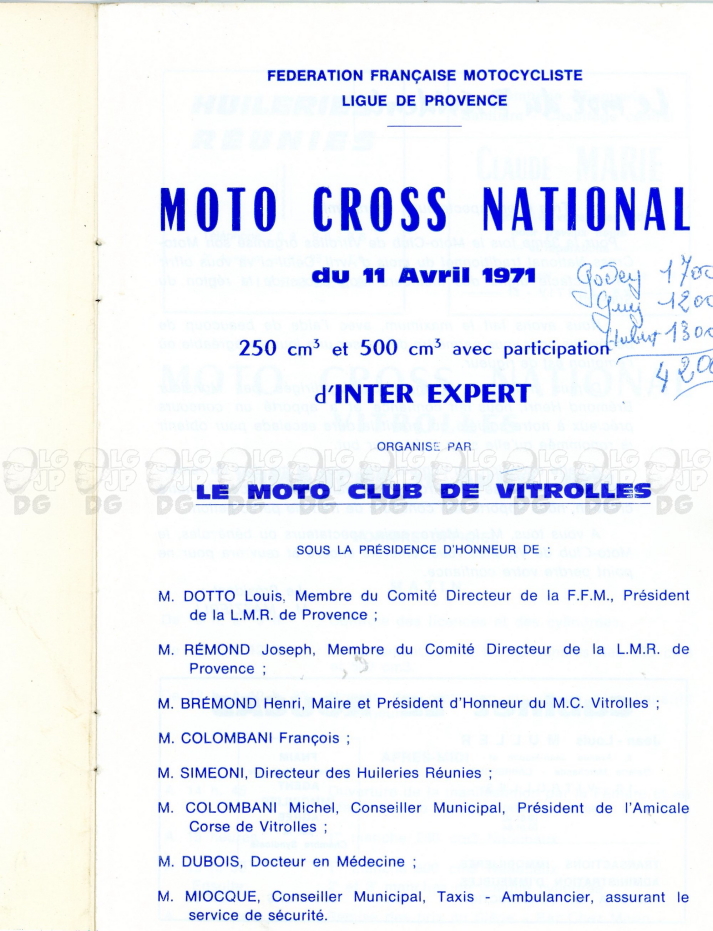 FEDERATION FRANÇAISE MOTOCYCLISTE
LIGUE DE PROVENCE
MOTO CROSS NATIONAL
du 11 Avril 1971
Godey 1700
Guy 1200
Hubert 1300
420
250 cm³ et 500 cm³ avec participation
d'INTER EXPERT
ORGANISE PAR
LE MOTO CLUB DE VITROLLES
SOUS LA PRÉSIDENCE D'HONNEUR DE :
M. DOTTO Louis, Membre du Comité Directeur de la F.F.M., Président
de la L.M.R. de Provence ;
M. RÉMOND Joseph, Membre du Comité Directeur de la L.M.R. de
Provence ;
M. BRÉMOND Henri, Maire et Président d'Honneur du M.C. Vitrolles ;
M. COLOMBANI François ;
M. SIMEONI, Directeur des Huileries Réunies ;
M. COLOMBANI Michel, Conseiller Municipal, Président de l'Amicale
Corse de Vitrolles ;
M. DUBOIS, Docteur en Médecine ;
M. MIOCQUE, Conseiller Municipal, Taxis - Ambulancier, assurant le
service de sécurité.